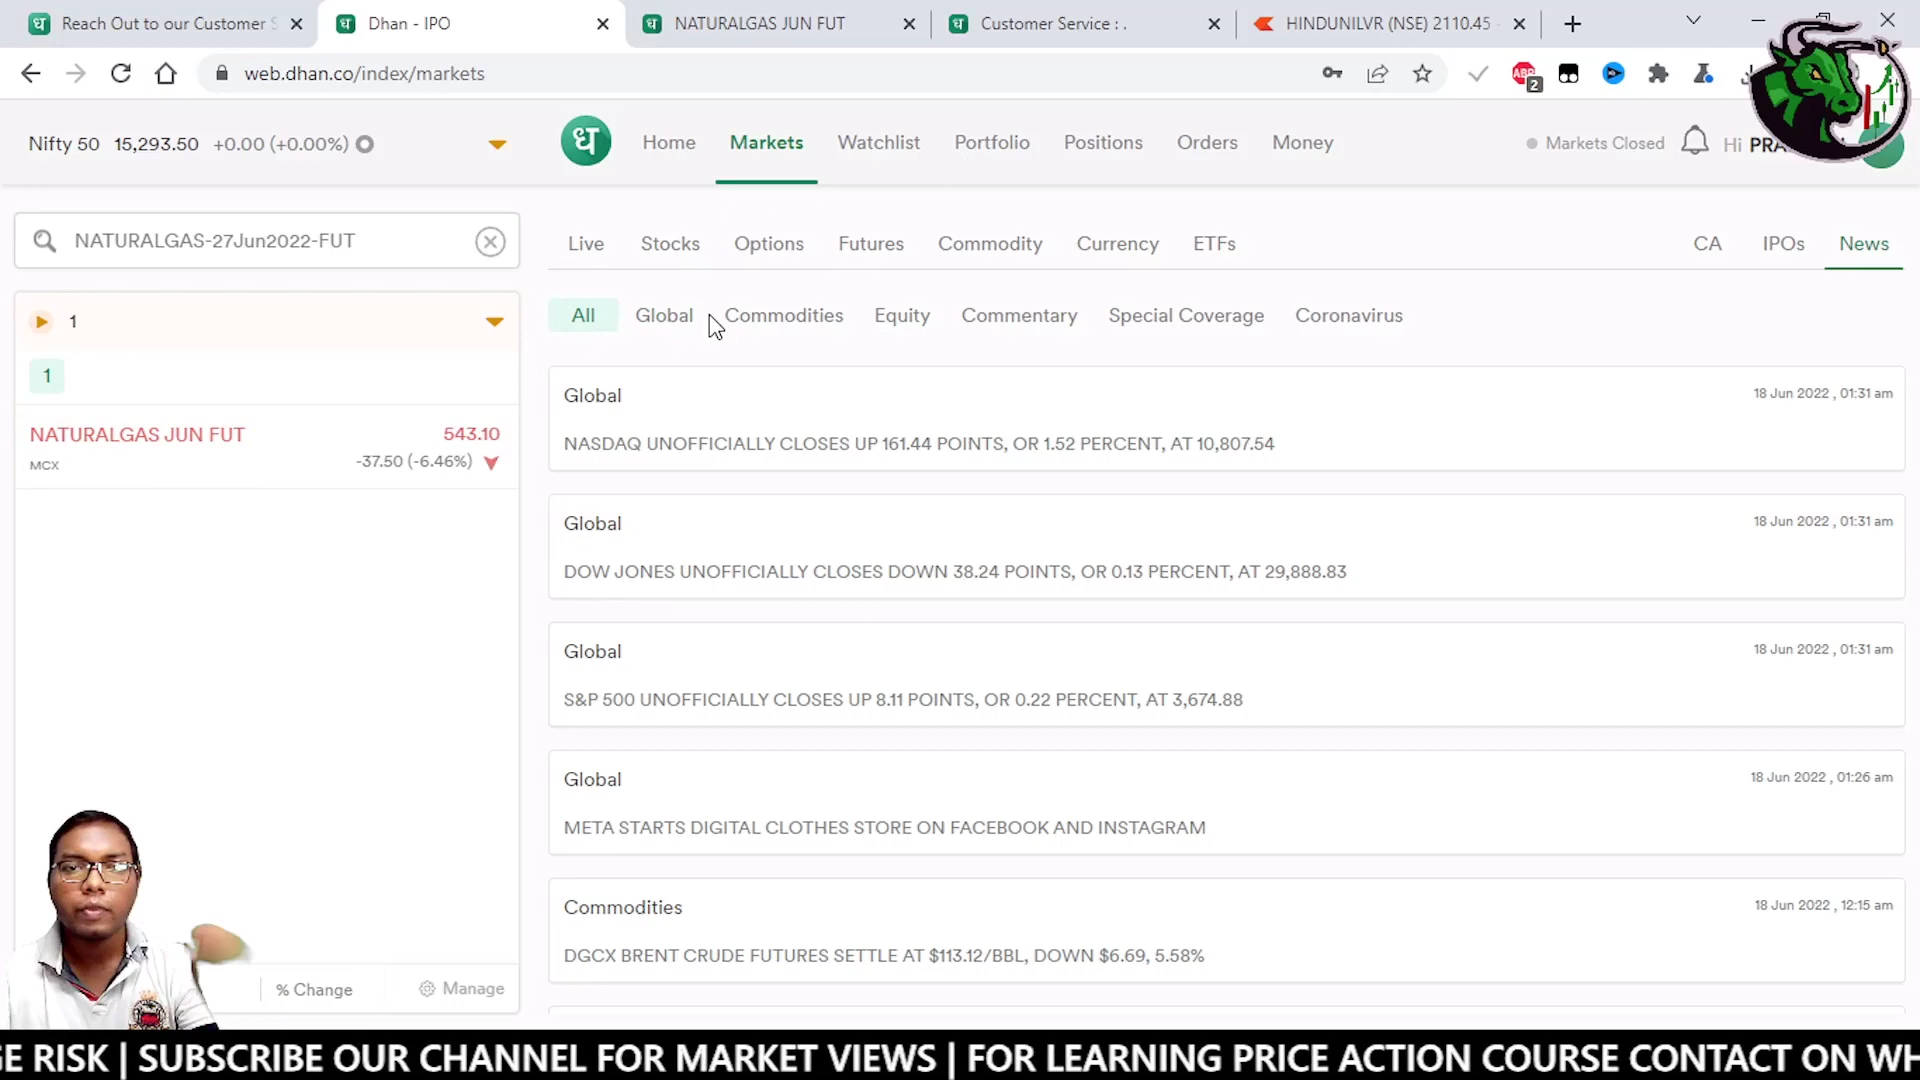 Reach Out to our Customer S
Dhan - IPO
NATURALGAS JUN FUT
Customer Service : .
HINDUNILVR (NSE) 2110.45
web.dhan.co/index/markets
ABP
2
Nifty 50 15,293.50 +0.00 (+0.00%)
ध
Home
Markets
Watchlist
Portfolio
Positions
Orders
Money
Markets Closed
Hi PRA
NATURALGAS-27Jun2022-FUT
Live
Stocks
Options
Futures
Commodity
Currency
ETFs
CA
IPOs
News
1
1
NATURALGAS JUN FUT 543.10
MCX -37.50 (-6.46%)
% Change
Manage
All
Global
Commodities
Equity
Commentary
Special Coverage
Coronavirus
Global 18 Jun 2022 , 01:31 am
NASDAQ UNOFFICIALLY CLOSES UP 161.44 POINTS, OR 1.52 PERCENT, AT 10,807.54
Global 18 Jun 2022 , 01:31 am
DOW JONES UNOFFICIALLY CLOSES DOWN 38.24 POINTS, OR 0.13 PERCENT, AT 29,888.83
Global 18 Jun 2022 , 01:31 am
S&P 500 UNOFFICIALLY CLOSES UP 8.11 POINTS, OR 0.22 PERCENT, AT 3,674.88
Global 18 Jun 2022 , 01:26 am
META STARTS DIGITAL CLOTHES STORE ON FACEBOOK AND INSTAGRAM
Commodities 18 Jun 2022 , 12:15 am
DGCX BRENT CRUDE FUTURES SETTLE AT $113.12/BBL, DOWN $6.69, 5.58%
GE RISK | SUBSCRIBE OUR CHANNEL FOR MARKET VIEWS | FOR LEARNING PRICE ACTION COURSE CONTACT ON WH